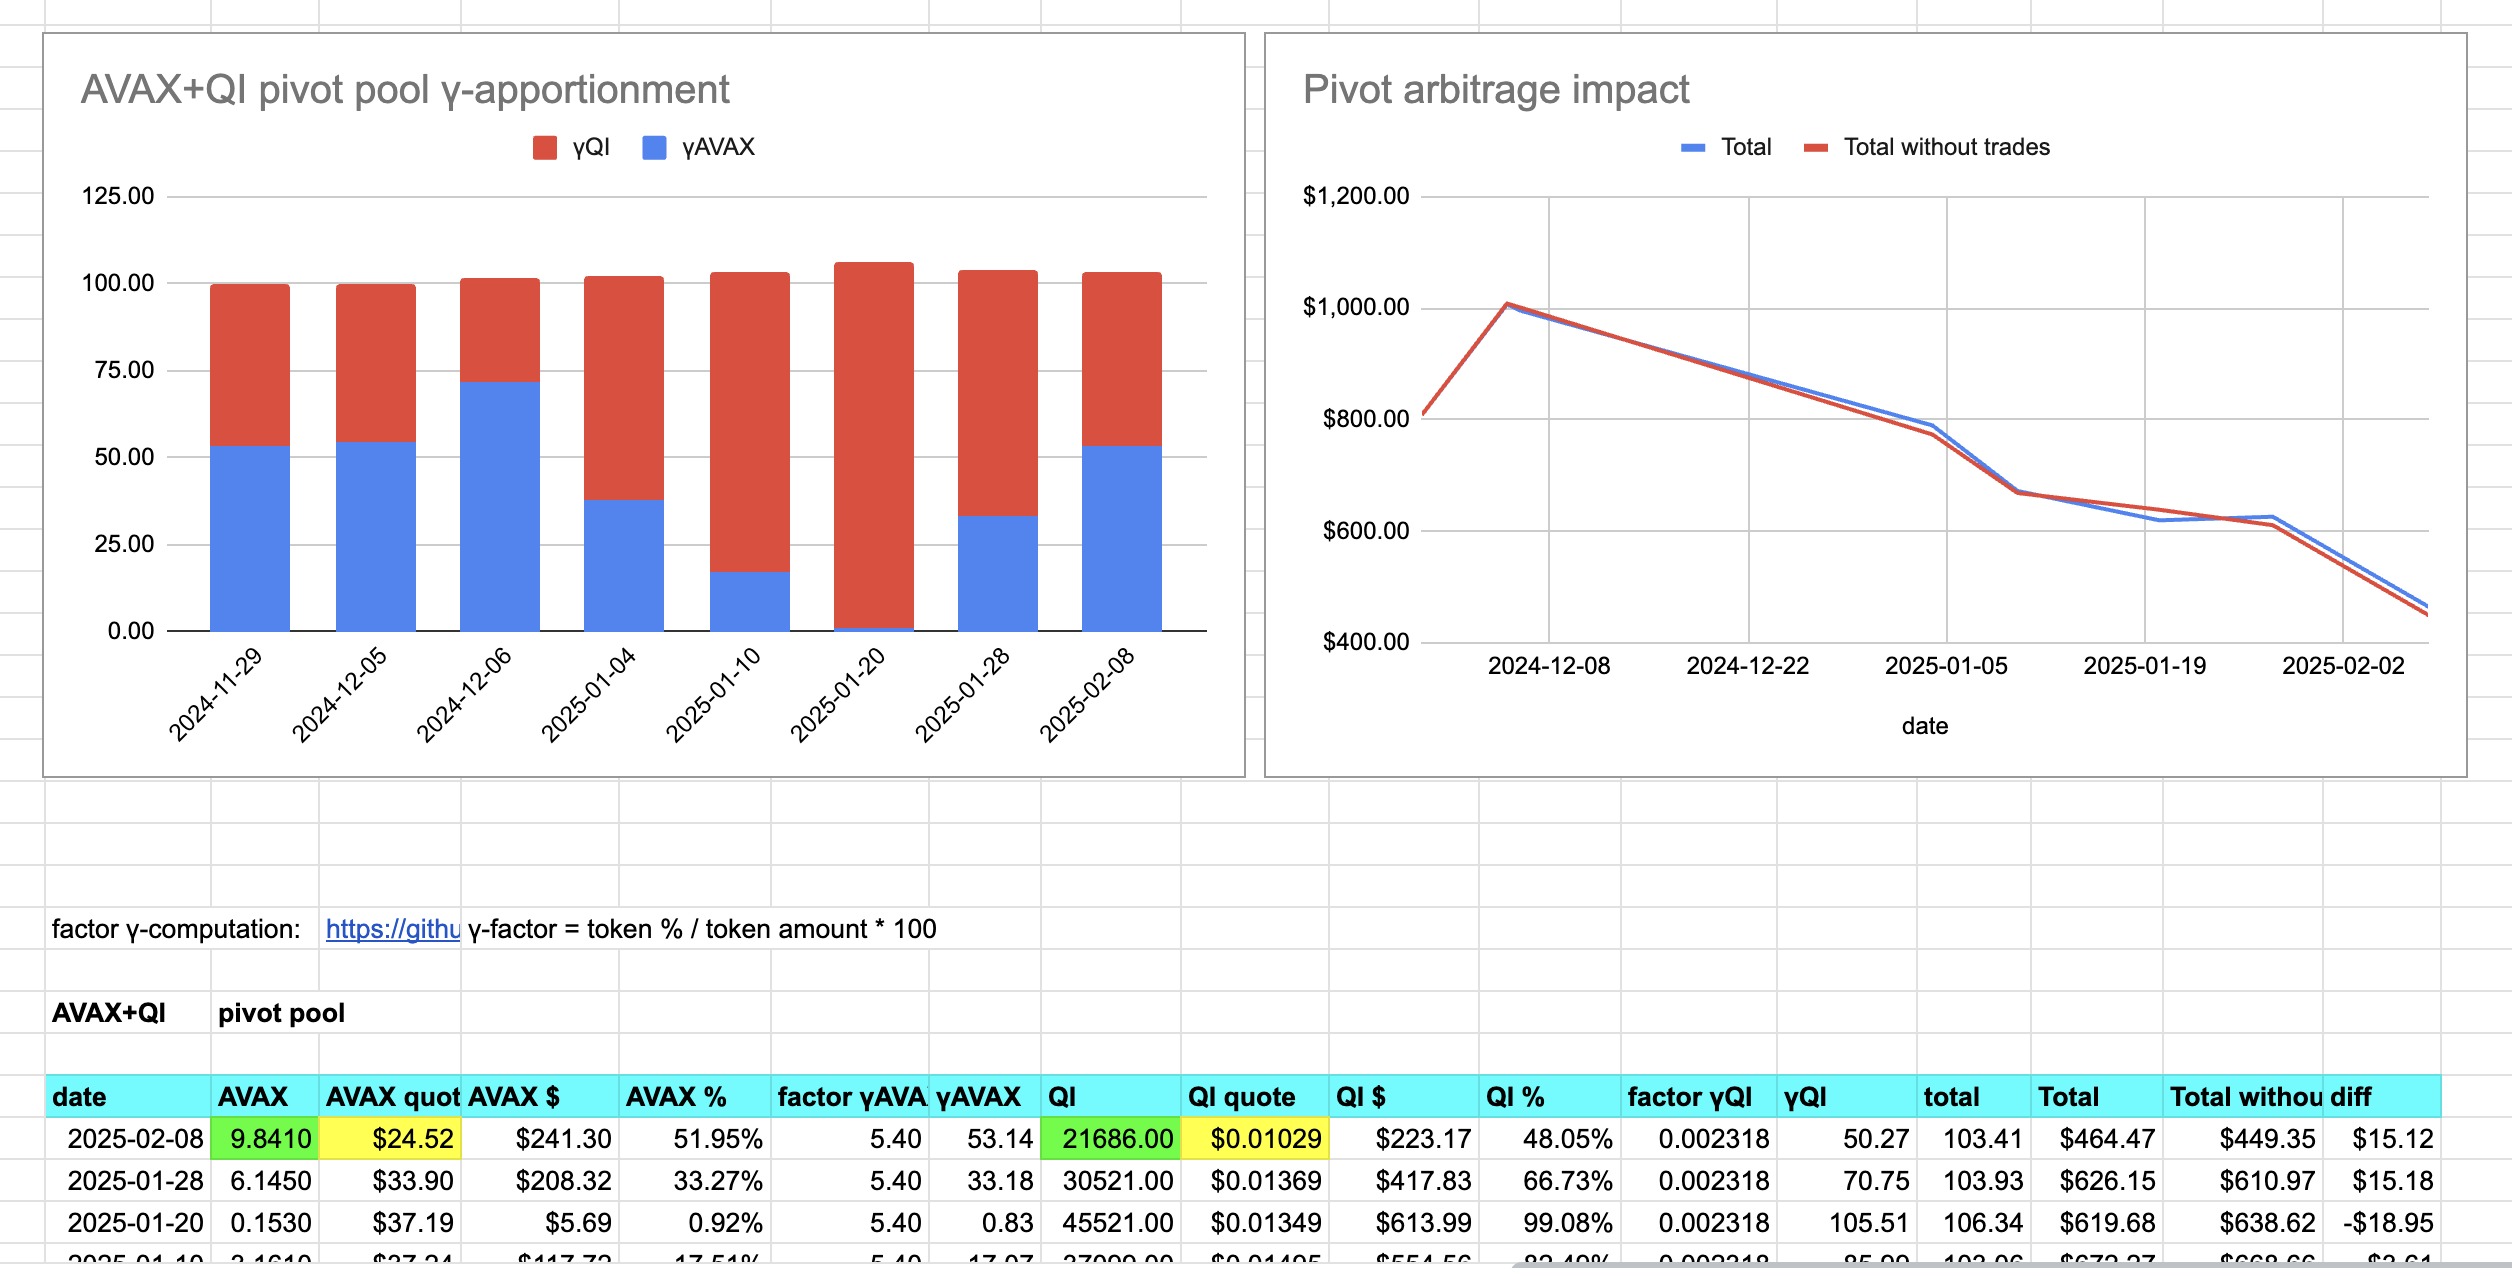 AVAX+QI pivot pool γ-apportionment
γQI γAVAX
125.00
100.00
75.00
50.00
25.00
0.00
2024-11-29 2024-12-05 2024-12-06 2025-01-04 2025-01-10 2025-01-20 2025-01-28 2025-02-08
Pivot arbitrage impact
Total Total without trades
$1,200.00
$1,000.00
$800.00
$600.00
$400.00
2024-12-08 2024-12-22 2025-01-05 2025-01-19 2025-02-02
date
factor γ-computation: https://githu γ-factor = token % / token amount * 100
AVAX+QI pivot pool
date AVAX AVAX quot AVAX $ AVAX % factor γAVA γAVAX QI QI quote QI $ QI % factor γQI γQI total Total Total withou diff
2025-02-08 9.8410 $24.52 $241.30 51.95% 5.40 53.14 21686.00 $0.01029 $223.17 48.05% 0.002318 50.27 103.41 $464.47 $449.35 $15.12
2025-01-28 6.1450 $33.90 $208.32 33.27% 5.40 33.18 30521.00 $0.01369 $417.83 66.73% 0.002318 70.75 103.93 $626.15 $610.97 $15.18
2025-01-20 0.1530 $37.19 $5.69 0.92% 5.40 0.83 45521.00 $0.01349 $613.99 99.08% 0.002318 105.51 106.34 $619.68 $638.62 -$18.95